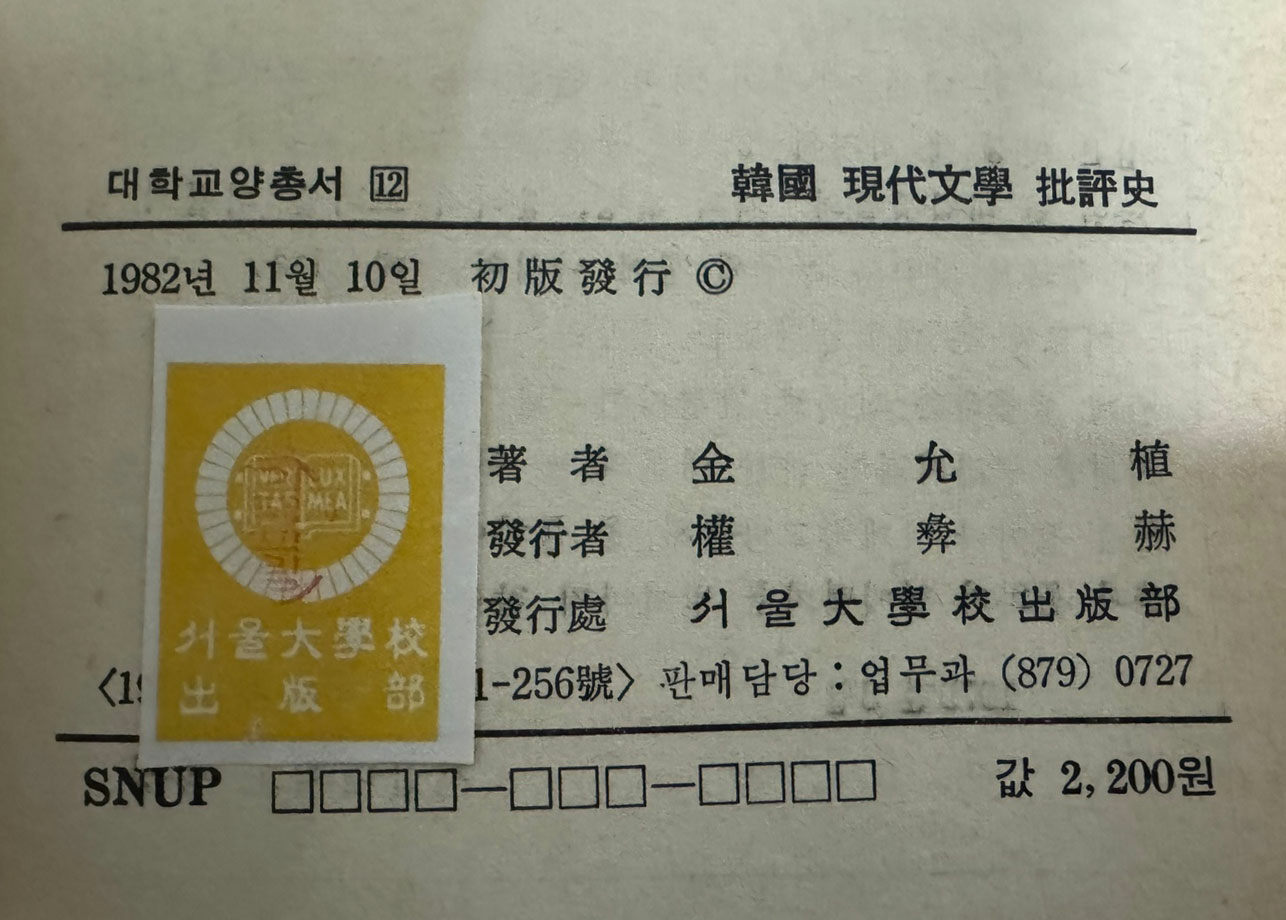 대학교양총서 12 韓國 現代文學 批評史
1982년 11월 10일 初版發行 ©
著者 金允植
發行者 權彜赫
發行處 서울大學校出版部
1-256號〉 판매담당 : 업무과 (879) 0727
VERI LUX
TAS MEA
서울大學校
出版部
SNUP □□□□—□□□—□□□□ 값 2,200원